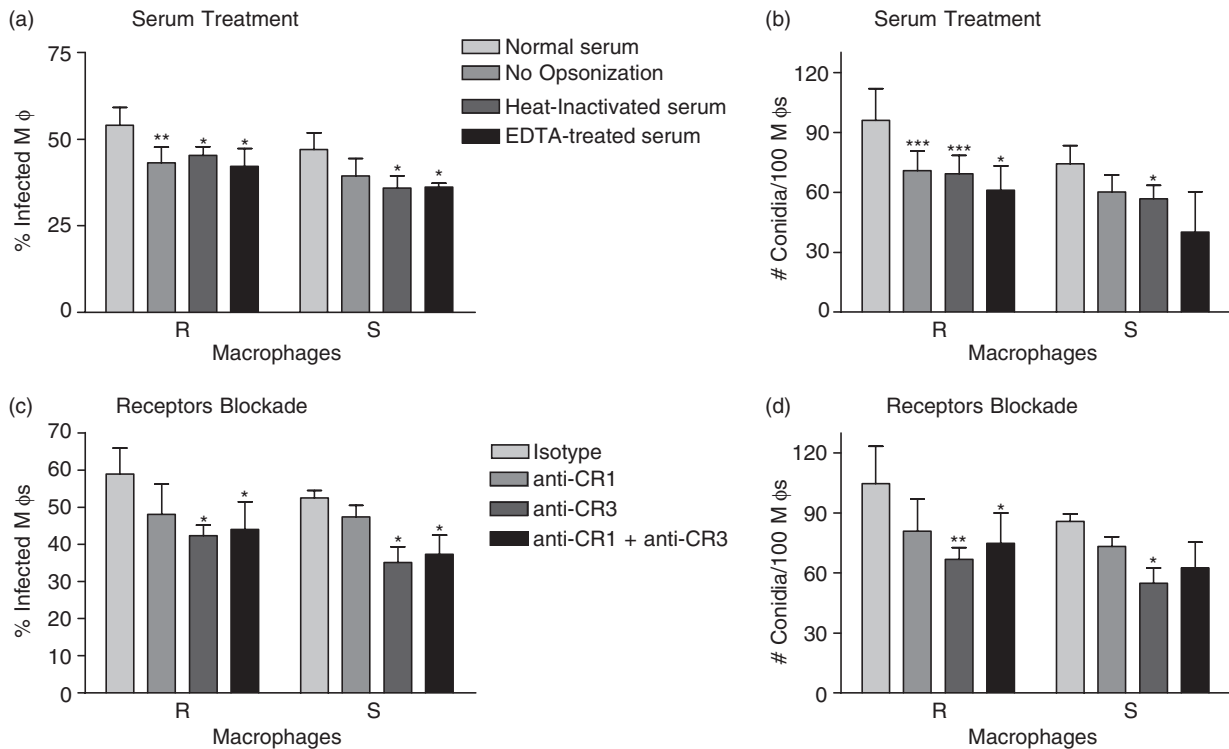 (a) Serum Treatment
75
50
25
0
% Infected M ϕ
** * *
* *
R S
Macrophages
Normal serum
No Opsonization
Heat-Inactivated serum
EDTA-treated serum
(b) Serum Treatment
120
90
60
30
0
# Conidia/100 M ϕs
*** *** *
*
R S
Macrophages
(c) Receptors Blockade
70
60
50
40
30
20
10
0
% Infected M ϕs
* *
* *
R S
Macrophages
Isotype
anti-CR1
anti-CR3
anti-CR1 + anti-CR3
(d) Receptors Blockade
120
90
60
30
0
# Conidia/100 M ϕs
** *
*
R S
Macrophages